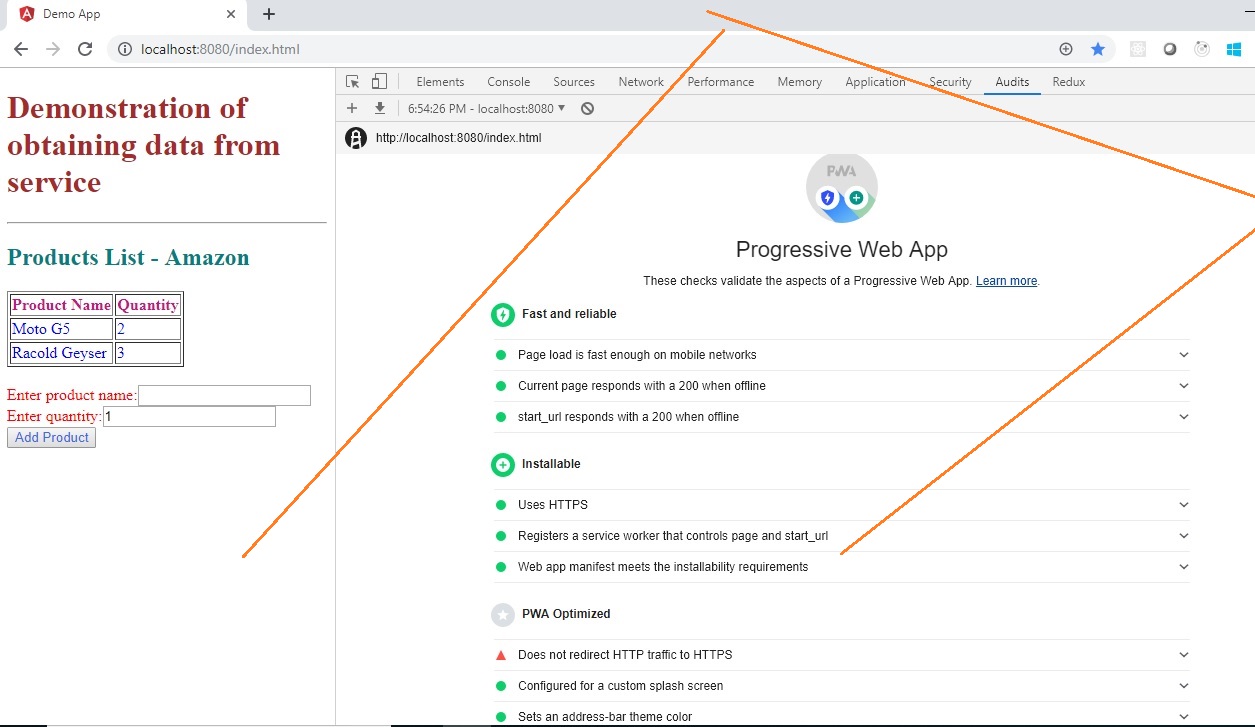 Demo App
localhost:8080/index.html
Demonstration of
obtaining data from
service
Products List - Amazon
Product Name Quantity
Moto G5 2
Racold Geyser 3
Enter product name:
Enter quantity: 1
Add Product
Elements Console Sources Network Performance Memory Application Security Audits Redux
6:54:26 PM - localhost:8080
http://localhost:8080/index.html
PWA
Progressive Web App
These checks validate the aspects of a Progressive Web App. Learn more.
Fast and reliable
Page load is fast enough on mobile networks
Current page responds with a 200 when offline
start_url responds with a 200 when offline
Installable
Uses HTTPS
Registers a service worker that controls page and start_url
Web app manifest meets the installability requirements
PWA Optimized
Does not redirect HTTP traffic to HTTPS
Configured for a custom splash screen
Sets an address-bar theme color